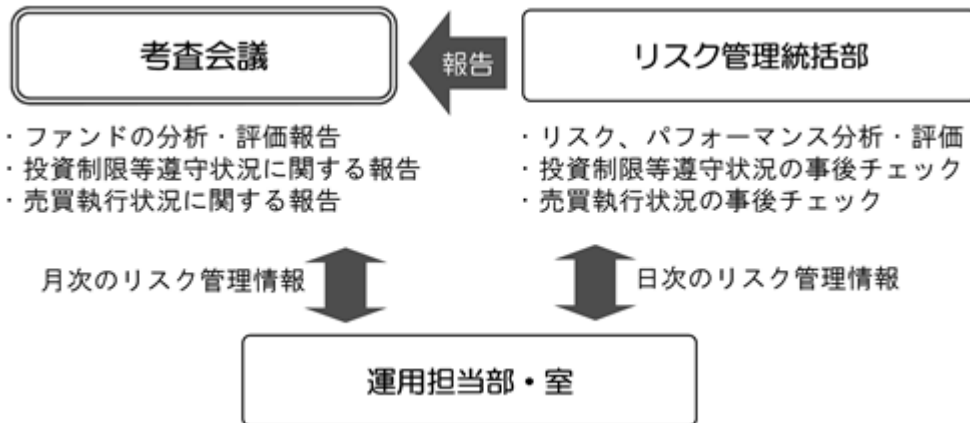 考査会議
報告
リスク管理統括部
・ファンドの分析・評価報告
・投資制限等遵守状況に関する報告
・売買執行状況に関する報告
・リスク、パフォーマンス分析・評価
・投資制限等遵守状況の事後チェック
・売買執行状況の事後チェック
月次のリスク管理情報
日次のリスク管理情報
運用担当部・室